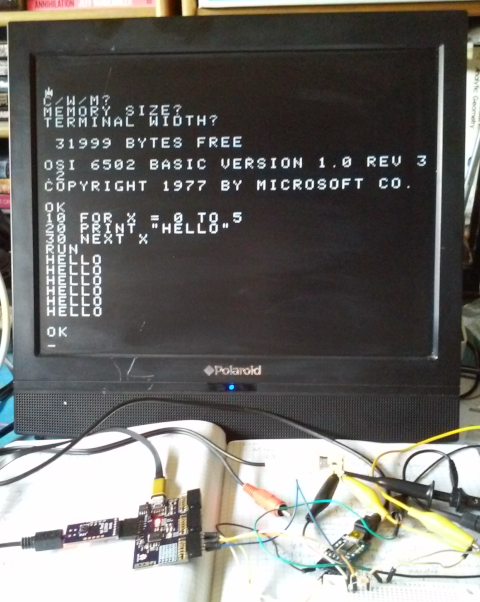 ANNIHILATION
C/W/M?
MEMORY SIZE?
TERMINAL WIDTH?
31999 BYTES FREE
OSI 6502 BASIC VERSION 1.0 REV 3.2
COPYRIGHT 1977 BY MICROSOFT CO.
OK
10 FOR X = 0 TO 5
20 PRINT "HELLO"
30 NEXT X
RUN
HELLO
HELLO
HELLO
HELLO
HELLO
HELLO
OK
Polaroid